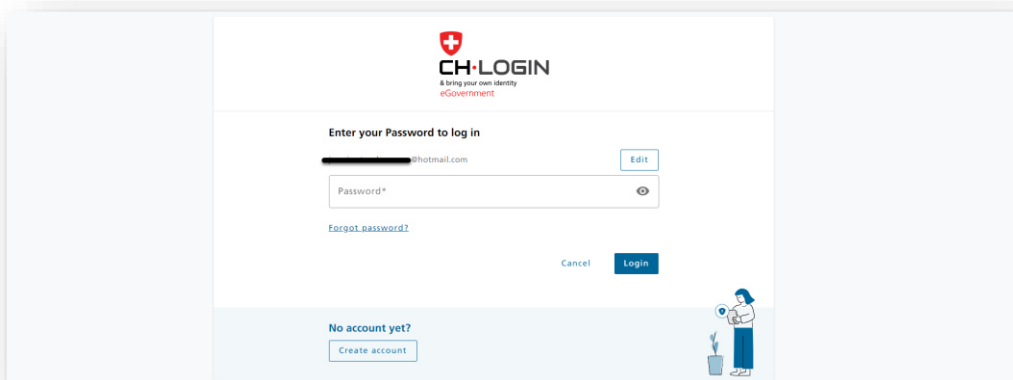 CH·LOGIN
& bring your own identity
eGovernment
Enter your Password to log in
@hotmail.com
Edit
Password*
Forgot password?
Cancel
Login
No account yet?
Create account